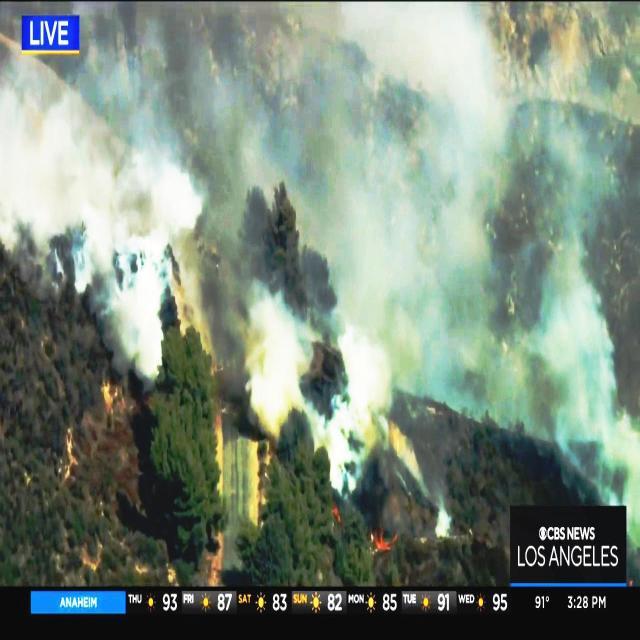 LIVE
CBS NEWS
LOS ANGELES
ANAHEIM THU 93 FRI 87 SAT 83 SUN 82 MON 85 TUE 91 WED 95 91° 3:28 PM